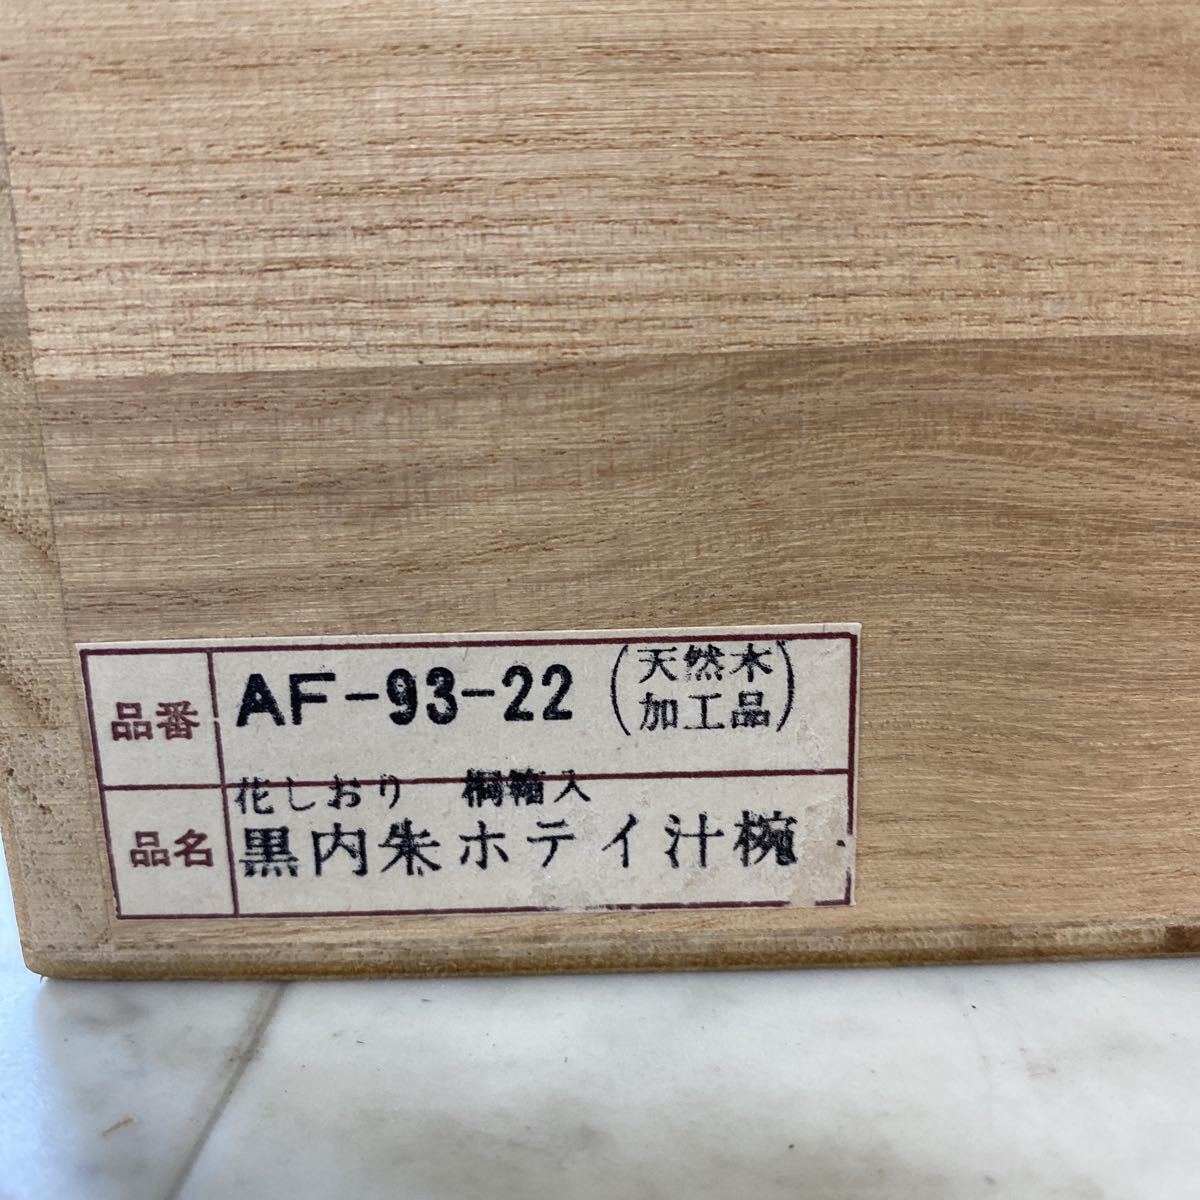 品番 AF-93-22 (天然木加工品)
花しおり 桐箱入
品名 黒内朱ホテイ汁椀